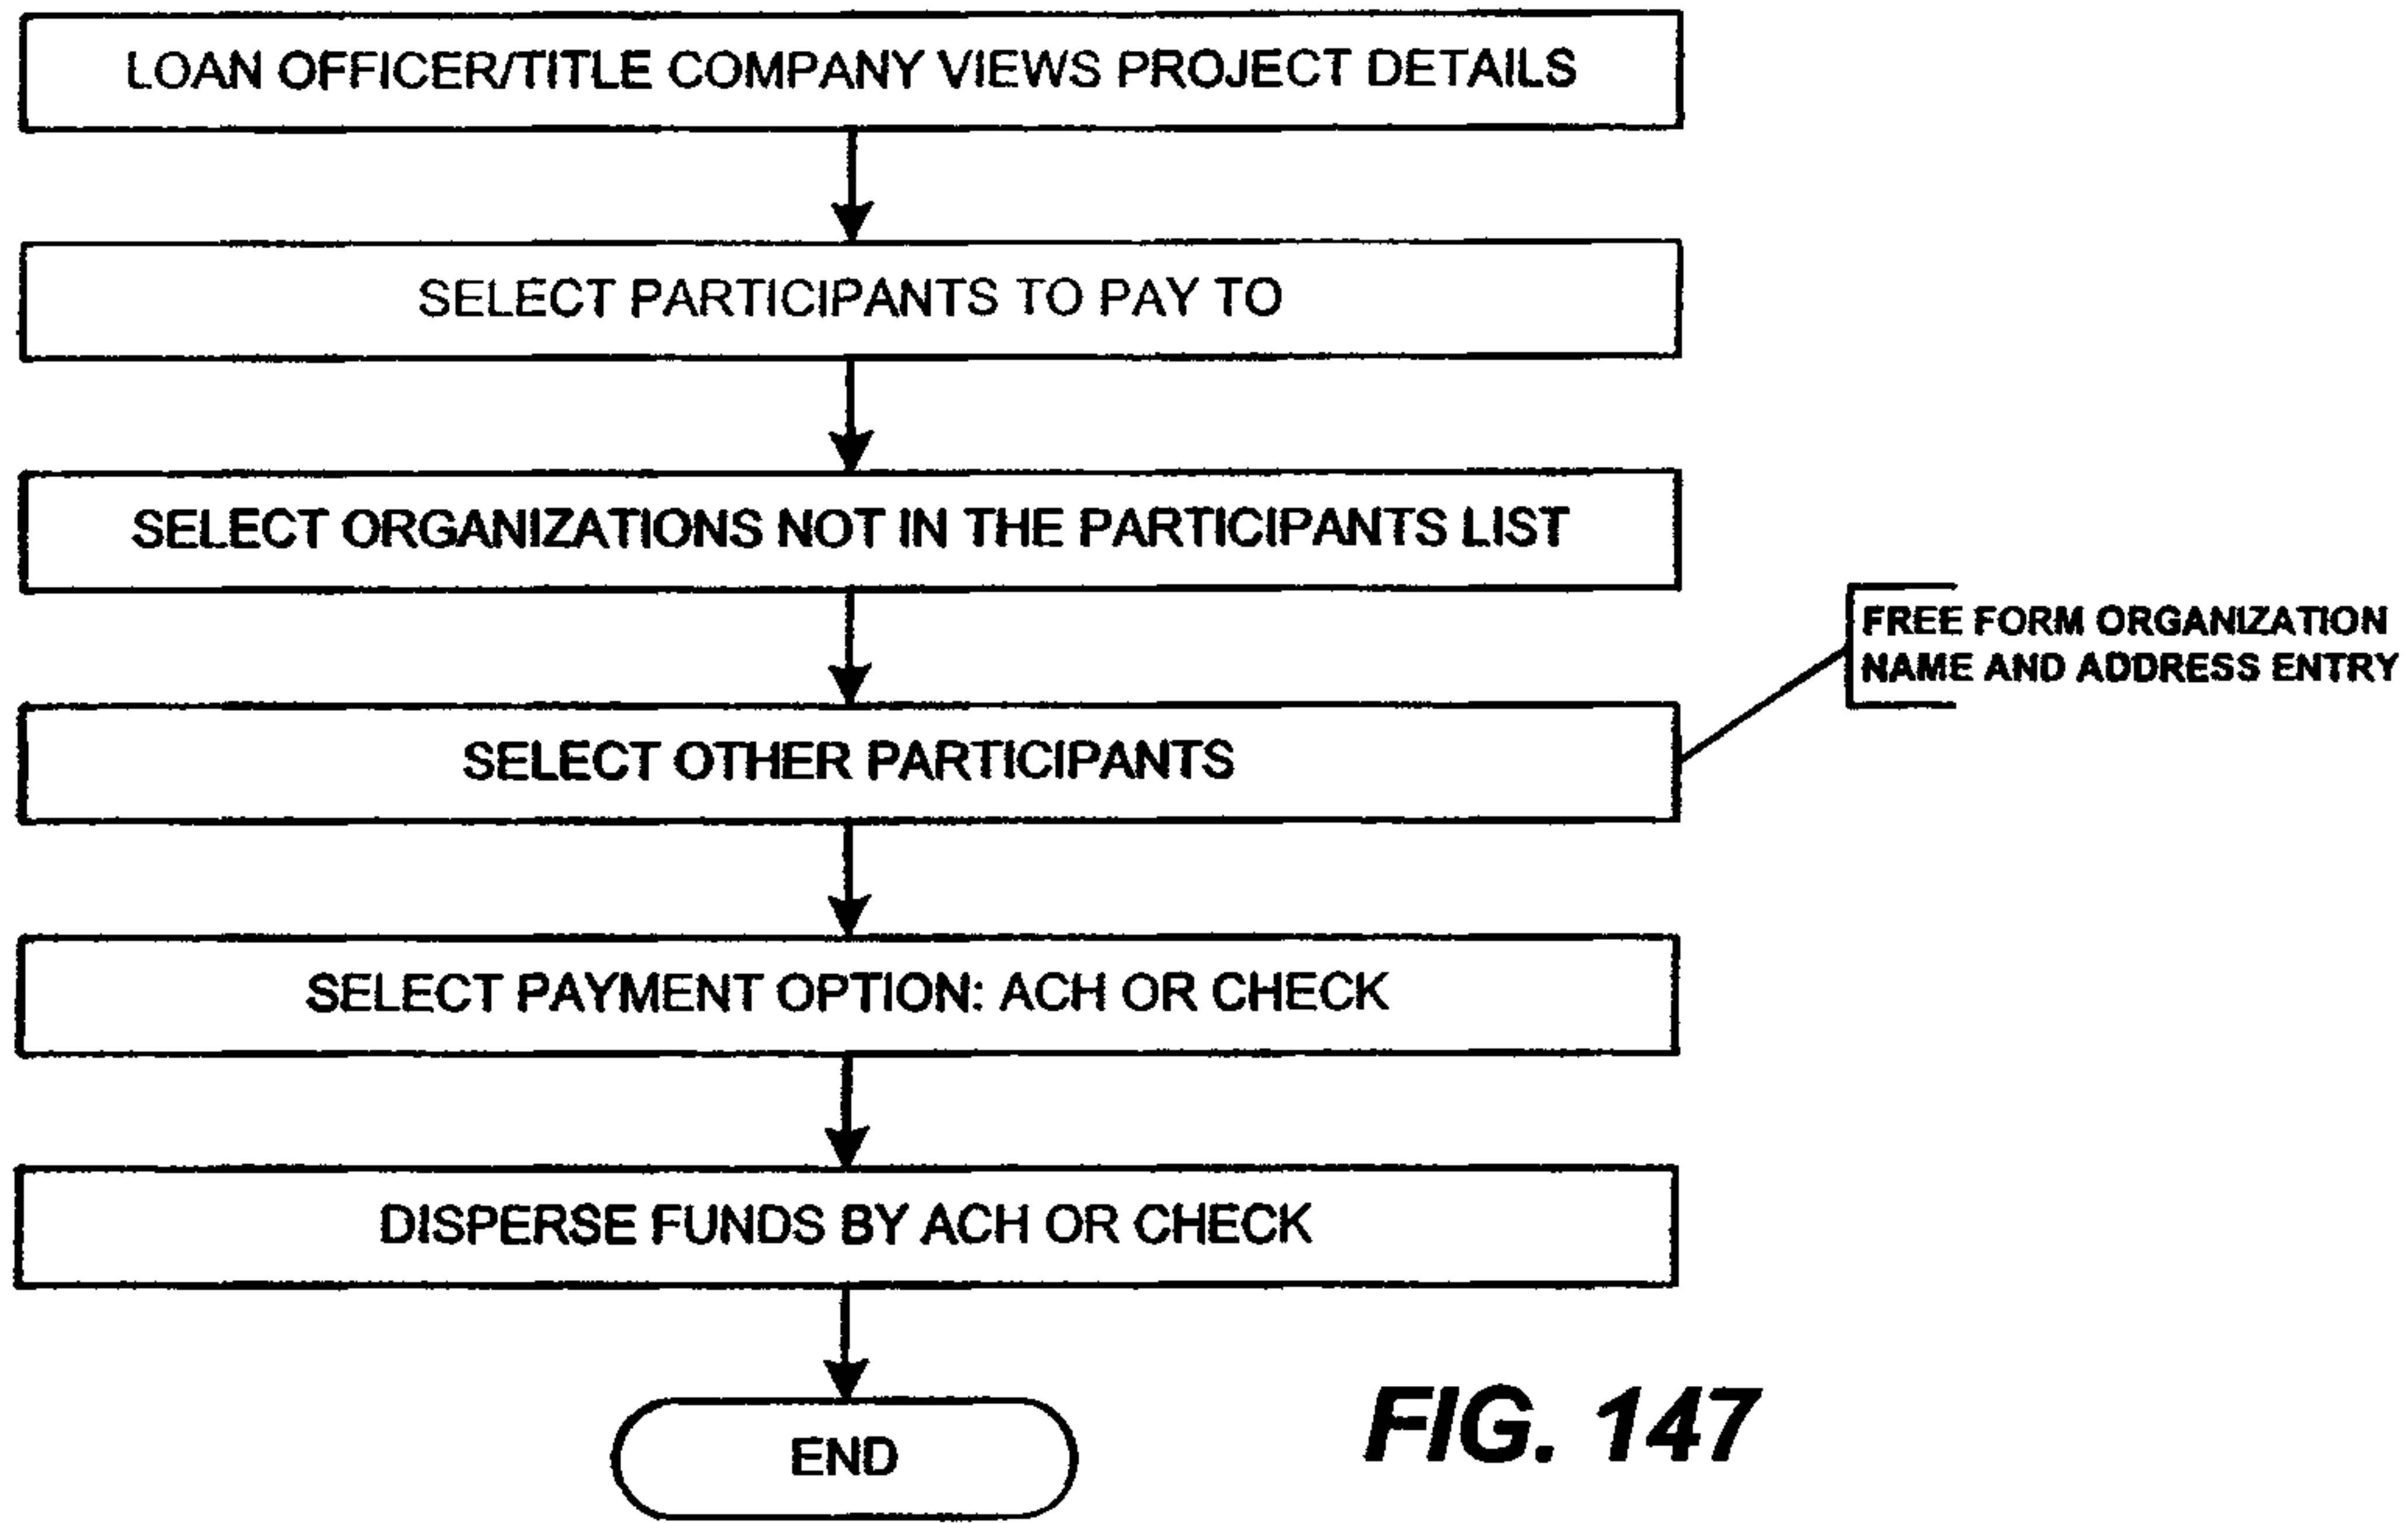 LOAN OFFICER/TITLE COMPANY VIEWS PROJECT DETAILS
SELECT PARTICIPANTS TO PAY TO
SELECT ORGANIZATIONS NOT IN THE PARTICIPANTS LIST
FREE FORM ORGANIZATION
NAME AND ADDRESS ENTRY
SELECT OTHER PARTICIPANTS
SELECT PAYMENT OPTION: ACH OR CHECK
DISPERSE FUNDS BY ACH OR CHECK
END
FIG. 147